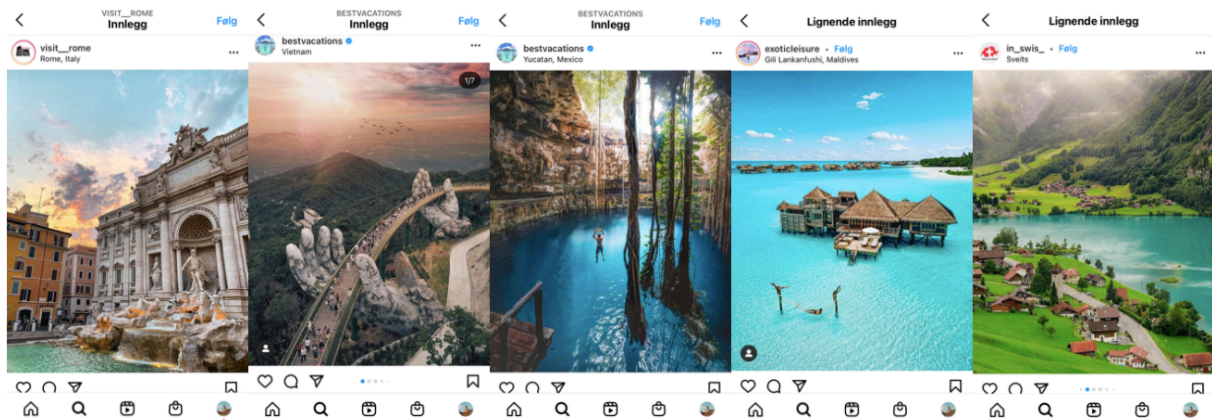 VISIT__ROME
Innlegg
Følg
visit__rome
Rome, Italy
BESTVACATIONS
Innlegg
Følg
bestvacations
Vietnam
1/7
BESTVACATIONS
Innlegg
Følg
bestvacations
Yucatan, Mexico
Lignende innlegg
exoticleisure • Følg
Gili Lankanfushi, Maldives
Lignende innlegg
in_swis_ • Følg
Sveits